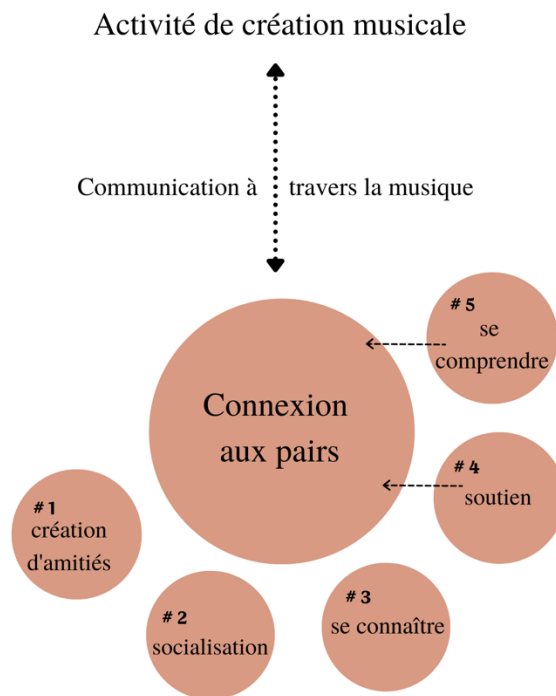 Activité de création musicale
Communication à travers la musique
# 5
se
comprendre
Connexion
aux pairs
# 4
soutien
# 1
création
d'amitiés
# 3
se connaître
# 2
socialisation